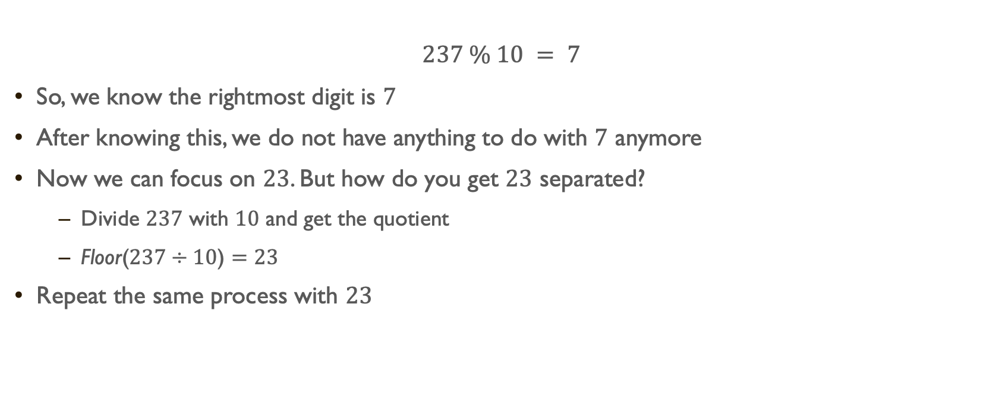 237 % 10 = 7
• So, we know the rightmost digit is 7
• After knowing this, we do not have anything to do with 7 anymore
• Now we can focus on 23. But how do you get 23 separated?
– Divide 237 with 10 and get the quotient
– Floor(237 ÷ 10) = 23
• Repeat the same process with 23